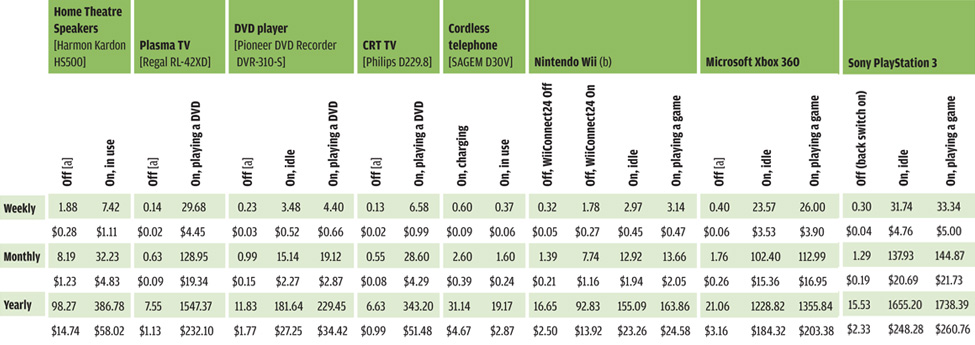 Home Theatre Speakers [Harmon Kardon HS500] Plasma TV [Regal RL-42XD] DVD player [Pioneer DVD Recorder DVR-310-S] CRT TV [Philips D229.8] Cordless telephone [SAGEM D30V] Nintendo Wii (b) Microsoft Xbox 360 Sony PlayStation 3
Off [a] On, in use Off [a] On, playing a DVD Off [a] On, idle On, playing a DVD Off [a] On, playing a DVD On, charging On, in use Off, WiiConnect24 Off Off, WiiConnect24 On On, idle On, playing a game Off [a] On, idle On, playing a game Off (back switch on) On, idle On, playing a game
Weekly 1.88 7.42 0.14 29.68 0.23 3.48 4.40 0.13 6.58 0.60 0.37 0.32 1.78 2.97 3.14 0.40 23.57 26.00 0.30 31.74 33.34
$0.28 $1.11 $0.02 $4.45 $0.03 $0.52 $0.66 $0.02 $0.99 $0.09 $0.06 $0.05 $0.27 $0.45 $0.47 $0.06 $3.53 $3.90 $0.04 $4.76 $5.00
Monthly 8.19 32.23 0.63 128.95 0.99 15.14 19.12 0.55 28.60 2.60 1.60 1.39 7.74 12.92 13.66 1.76 102.40 112.99 1.29 137.93 144.87
$1.23 $4.83 $0.09 $19.34 $0.15 $2.27 $2.87 $0.08 $4.29 $0.39 $0.24 $0.21 $1.16 $1.94 $2.05 $0.26 $15.36 $16.95 $0.19 $20.69 $21.73
Yearly 98.27 386.78 7.55 1547.37 11.83 181.64 229.45 6.63 343.20 31.14 19.17 16.65 92.83 155.09 163.86 21.06 1228.82 1355.84 15.53 1655.20 1738.39
$14.74 $58.02 $1.13 $232.10 $1.77 $27.25 $34.42 $0.99 $51.48 $4.67 $2.87 $2.50 $13.92 $23.26 $24.58 $3.16 $184.32 $203.38 $2.33 $248.28 $260.76